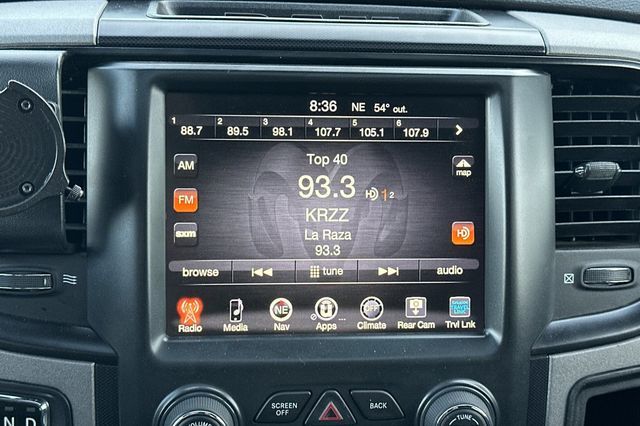 8:36 NE 54° out.
1 2 3 4 5 6
88.7 89.5 98.1 107.7 105.1 107.9
AM
FM
sxm
Top 40
93.3 HD 1 2
KRZZ
La Raza
93.3
map
HD
browse tune audio
NE OFF
Radio Media Nav Apps Climate Rear Cam Trvl Lnk
SCREEN OFF
BACK
TUNE
VOLUME
N D